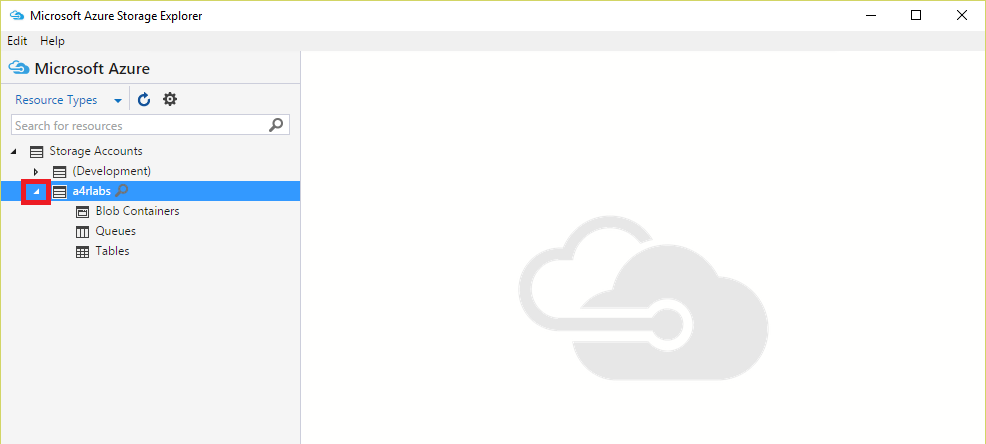 Microsoft Azure Storage Explorer
Edit Help
Microsoft Azure
Resource Types
Search for resources
Storage Accounts
(Development)
a4rlabs
Blob Containers
Queues
Tables